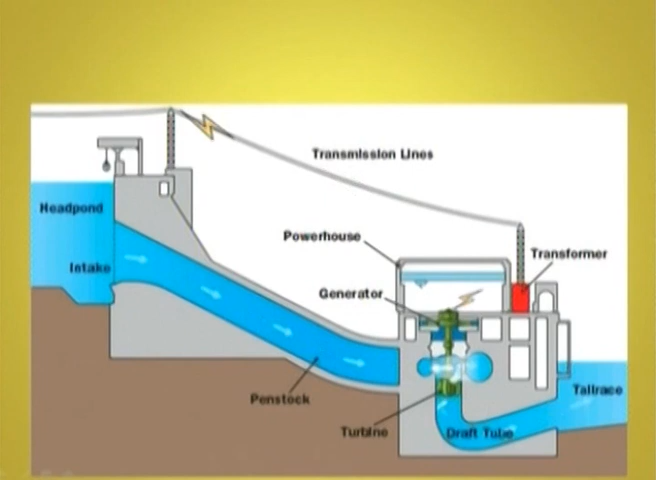 Transmission Lines
Headpond
Powerhouse
Transformer
Intake
Generator
Tailrace
Penstock
Turbine
Draft Tube